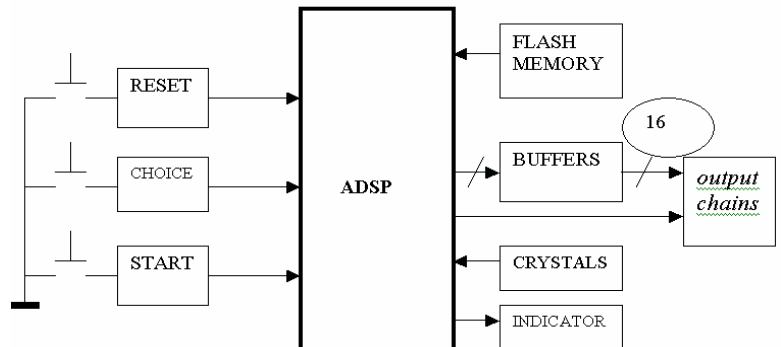 RESET
CHOICE
START
ADSP
FLASH
MEMORY
16
BUFFERS
output
chains
CRYSTALS
INDICATOR